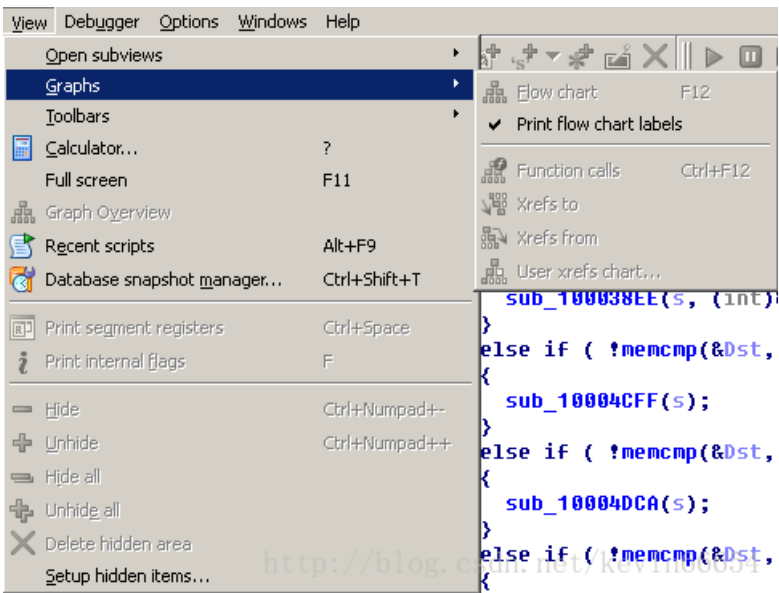 View Debugger Options Windows Help
Open subviews
Graphs
Toolbars
Calculator... ?
Full screen F11
Graph Overview
Recent scripts Alt+F9
Database snapshot manager... Ctrl+Shift+T
Print segment registers Ctrl+Space
Print internal flags F
Hide Ctrl+Numpad+-
Unhide Ctrl+Numpad++
Hide all
Unhide all
Delete hidden area
Setup hidden items...
Flow chart F12
Print flow chart labels
Function calls Ctrl+F12
Xrefs to
Xrefs from
User xrefs chart...
sub_100038EE(s, (int)&
}
else if ( !memcmp(&Dst,
{
sub_10004CFF(s);
}
else if ( !memcmp(&Dst,
{
sub_10004DCA(s);
}
else if ( !memcmp(&Dst,
{